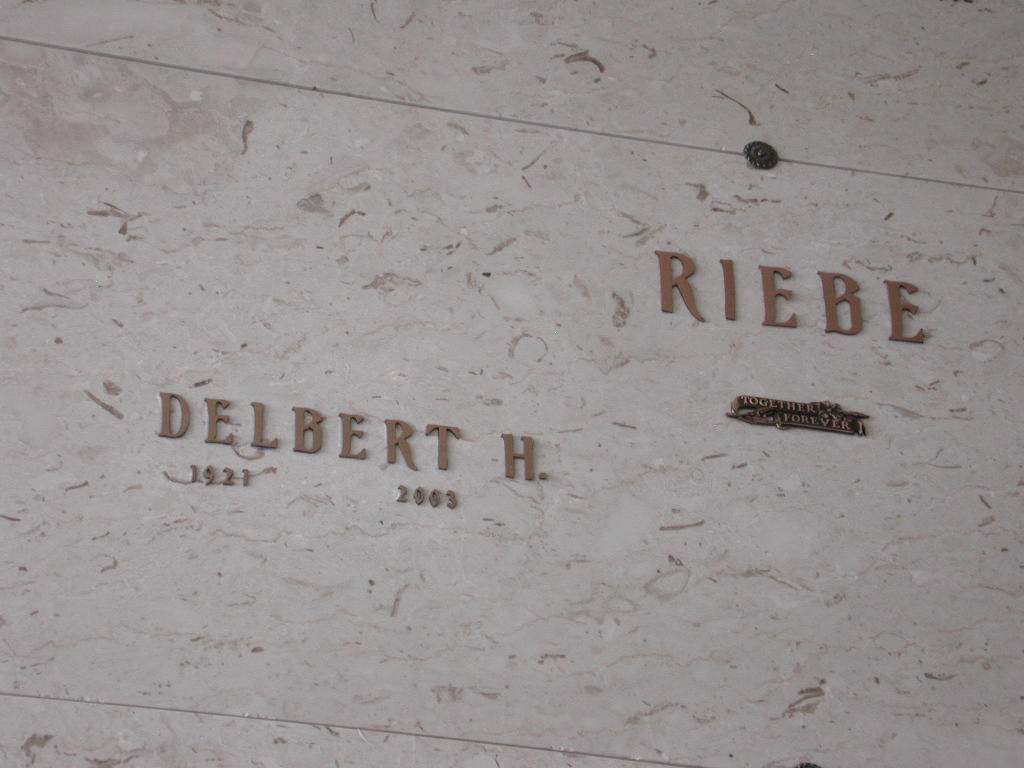 RIEBE
TOGETHER
FOREVER
DELBERT H.
1921 2003